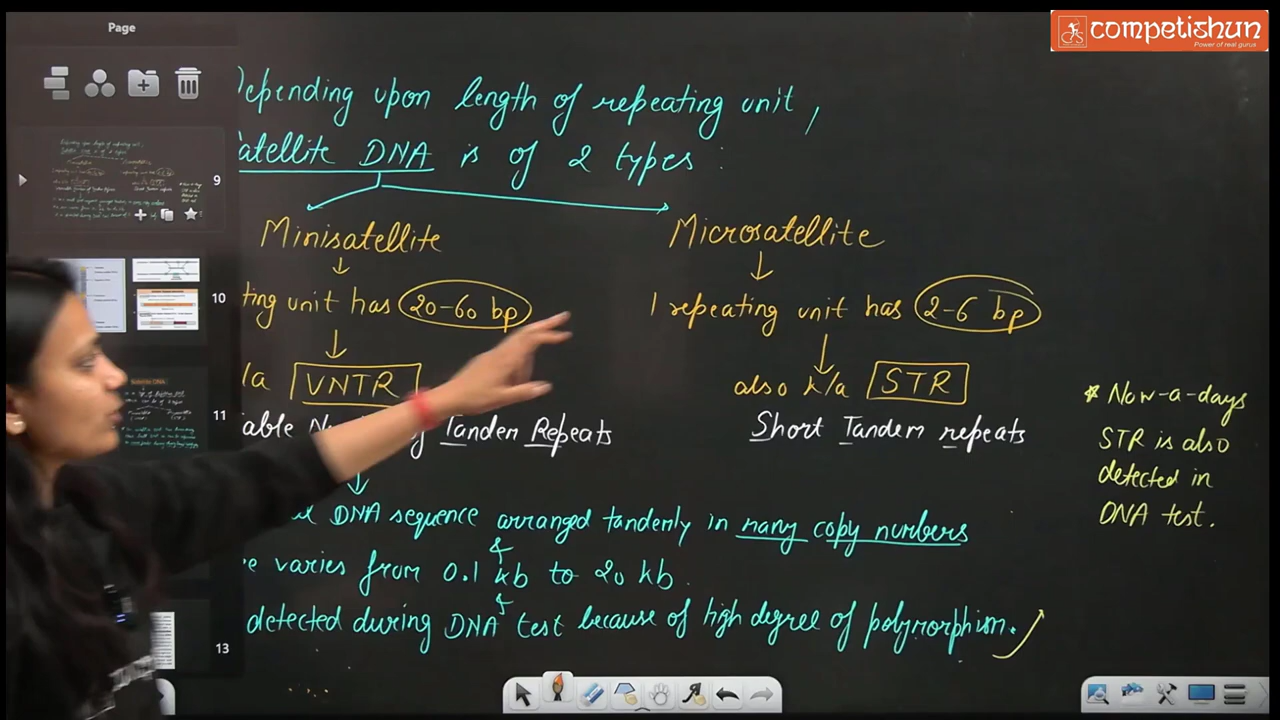 Page
competishun
Power of real gurus
Depending upon length of repeating unit,
atellite DNA is of 2 types :
9
Minisatellite
Microsatellite
10
ting unit has 20-60 bp
1 repeating unit has 2-6 bp
VNTR
also k/a STR
11
able
Tandem Repeats
Short Tandem repeats
* Now-a-days
STR is also
detected in
DNA test.
DNA sequence arranged tandemly in many copy numbers
varies from 0.1 kb to 20 kb.
detected during DNA test because of high degree of polymorphism.
13